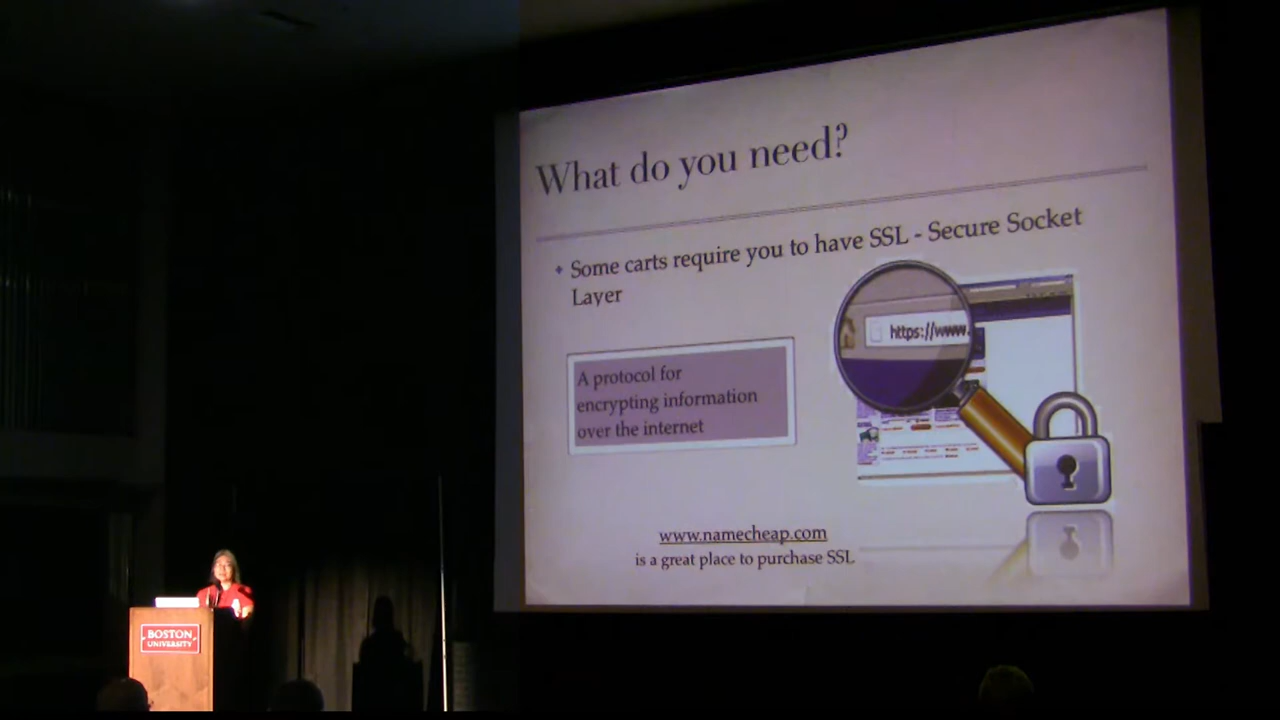 What do you need?
Some carts require you to have SSL - Secure Socket
Layer
https://www.
A protocol for
encrypting information
over the internet
www.namecheap.com
is a great place to purchase SSL
BOSTON
UNIVERSITY